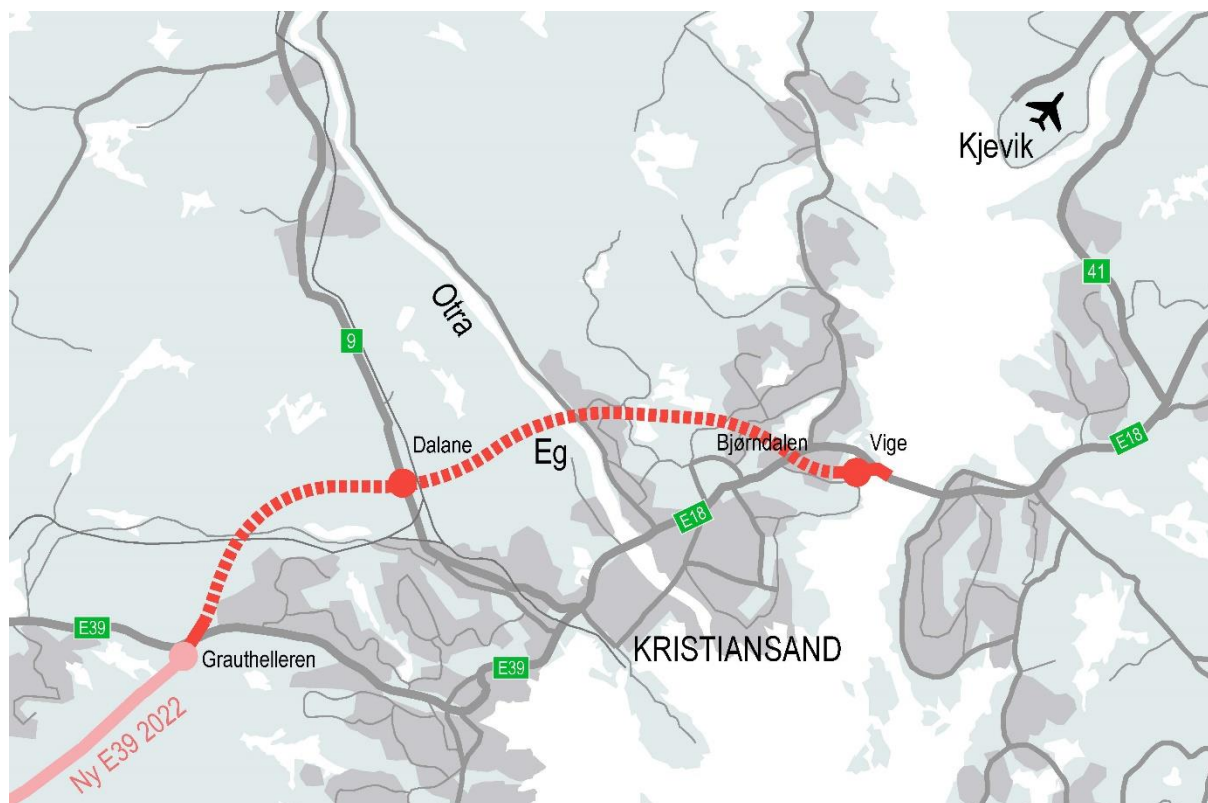 Kjevik
41
Otra
9
Dalane
Eg
Bjørndalen
Vige
E18
E18
E39
Grauthelleren
KRISTIANSAND
E39
Ny E39 2022